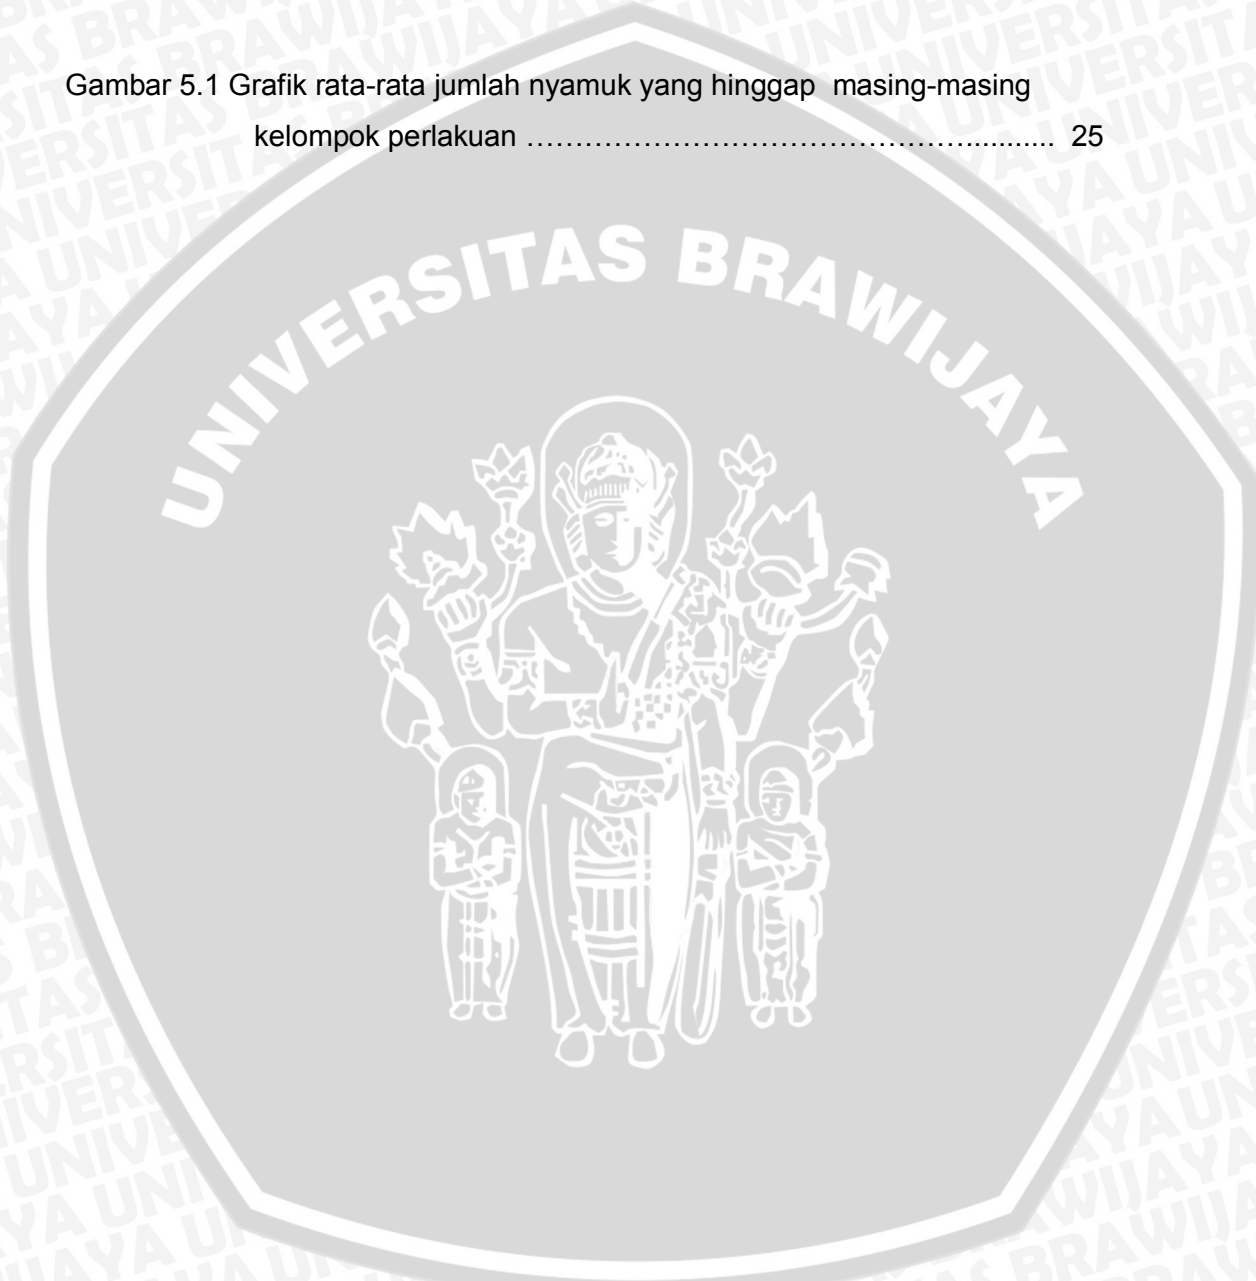 Gambar 5.1 Grafik rata-rata jumlah nyamuk yang hinggap  masing-masing
kelompok perlakuan ……………………………………........... 25
UNIVERSITAS BRAWIJAYA